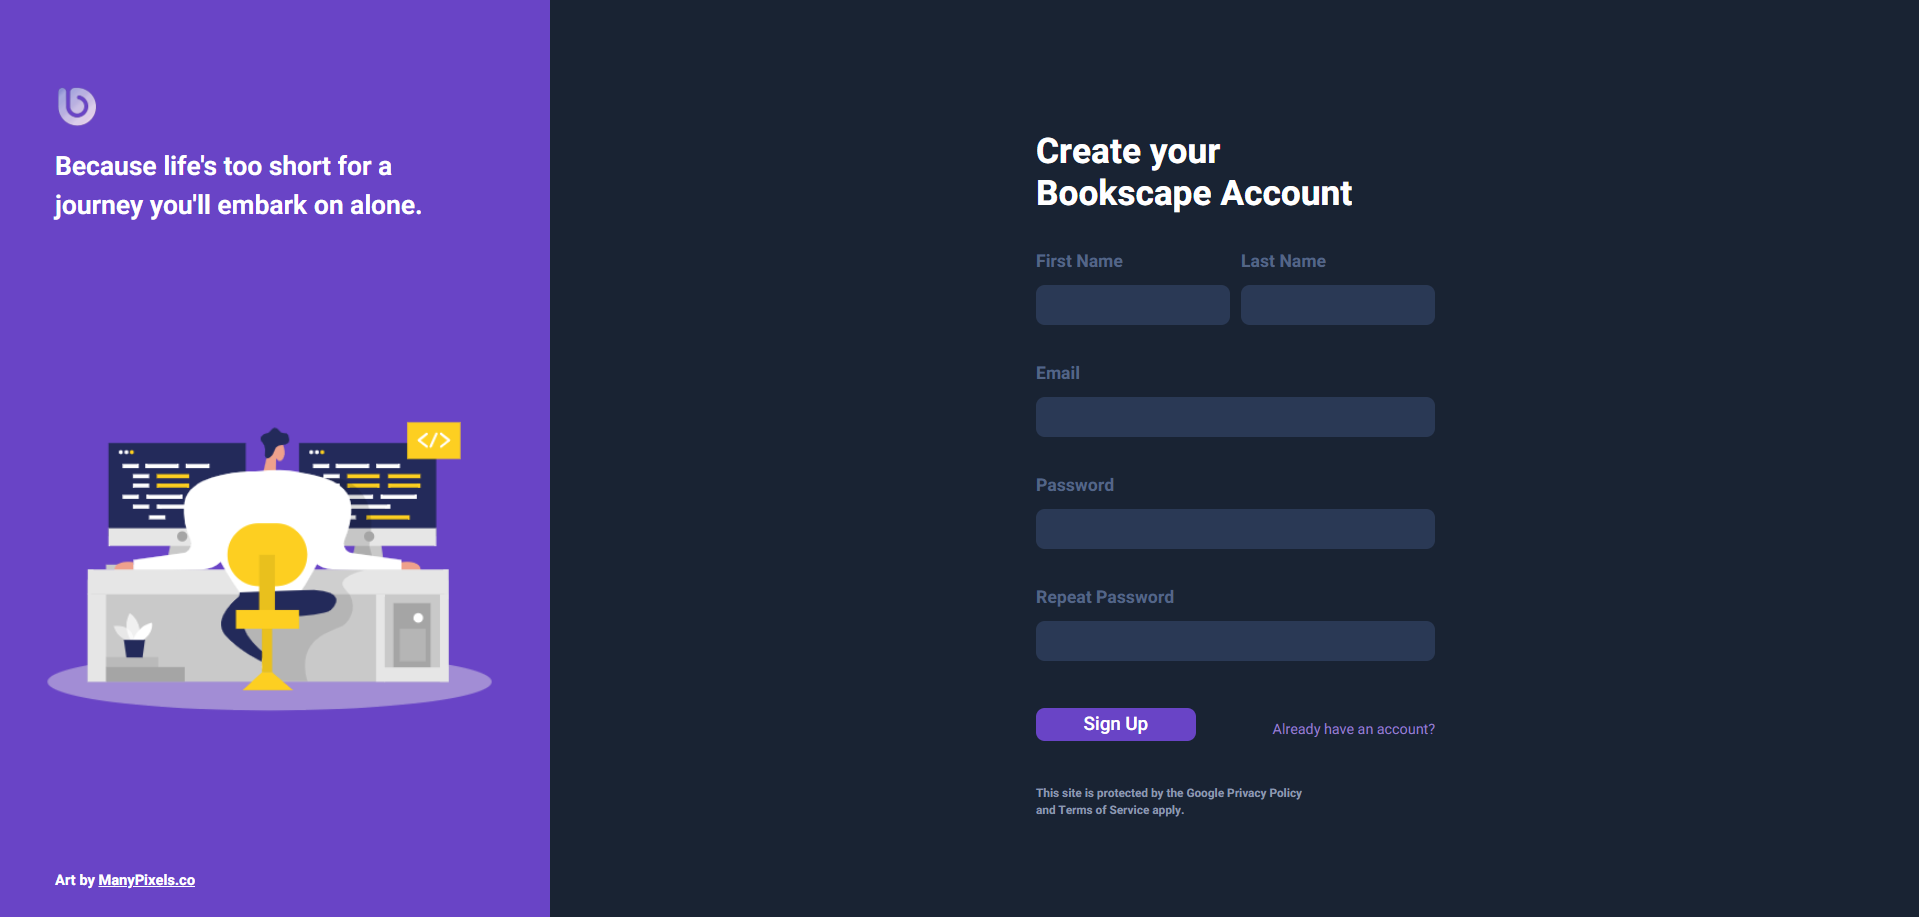 Because life's too short for a
journey you'll embark on alone.
</>
Art by ManyPixels.co
Create your
Bookscape Account
First Name
Last Name
Email
Password
Repeat Password
Sign Up
Already have an account?
This site is protected by the Google Privacy Policy
and Terms of Service apply.